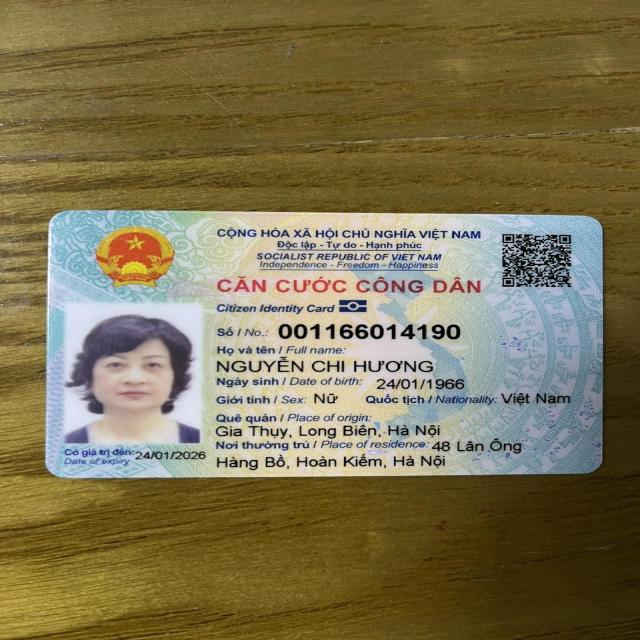 CỘNG HÒA XÃ HỘI CHỦ NGHĨA VIỆT NAM
Độc lập - Tự do - Hạnh phúc
SOCIALIST REPUBLIC OF VIET NAM
Independence - Freedom - Happiness
CĂN CƯỚC CÔNG DÂN
Citizen Identity Card
Số / No.: 001166014190
Họ và tên / Full name:
NGUYỄN CHI HƯƠNG
Ngày sinh / Date of birth: 24/01/1966
Giới tính / Sex: Nữ Quốc tịch / Nationality: Việt Nam
Quê quán / Place of origin:
Gia Thụy, Long Biên, Hà Nội
Nơi thường trú / Place of residence: 48 Lãn Ông
Hàng Bồ, Hoàn Kiếm, Hà Nội
Có giá trị đến: 24/01/2026
Date of expiry